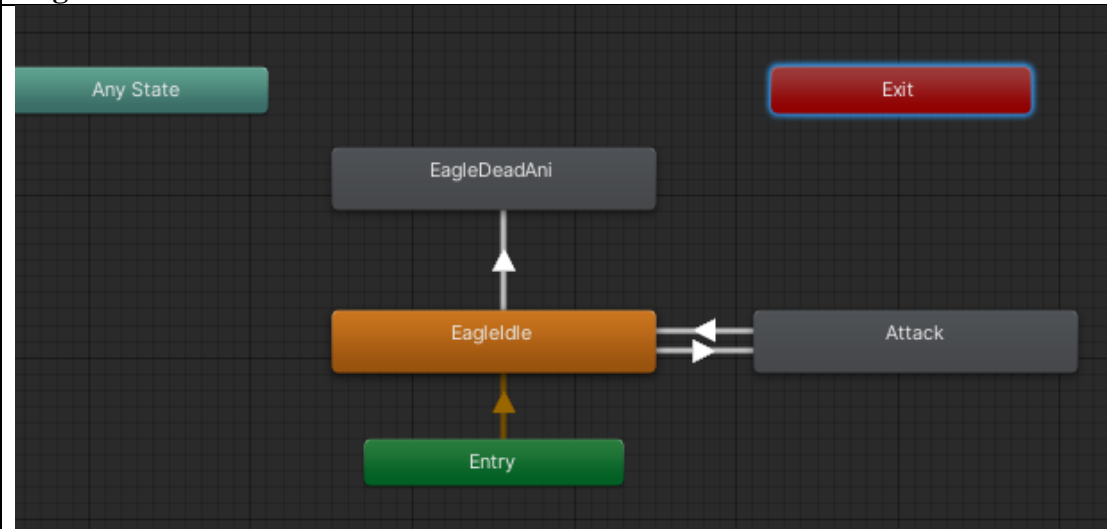 Any State
Exit
EagleDeadAni
EagleIdle
Attack
Entry